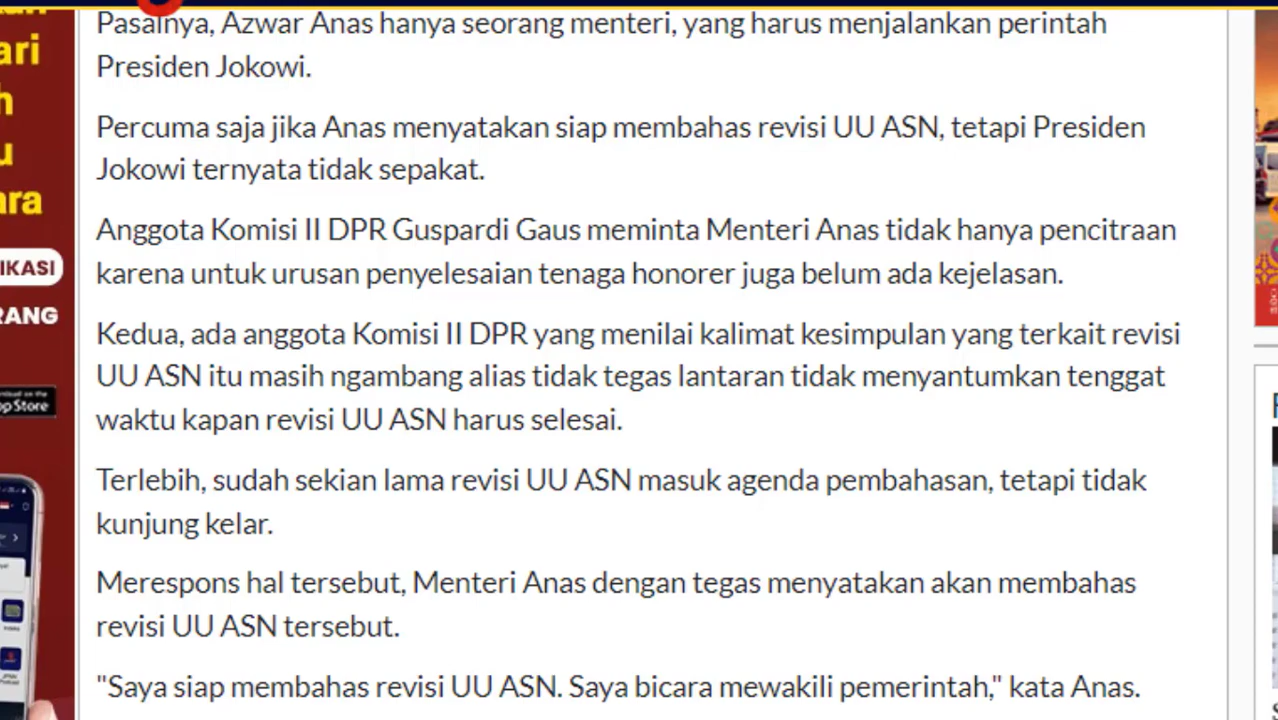 ari
h
u
ara
IKASI
RANG
pp Store
Pasalnya, Azwar Anas hanya seorang menteri, yang harus menjalankan perintah
Presiden Jokowi.
Percuma saja jika Anas menyatakan siap membahas revisi UU ASN, tetapi Presiden
Jokowi ternyata tidak sepakat.
Anggota Komisi II DPR Guspardi Gaus meminta Menteri Anas tidak hanya pencitraan
karena untuk urusan penyelesaian tenaga honorer juga belum ada kejelasan.
Kedua, ada anggota Komisi II DPR yang menilai kalimat kesimpulan yang terkait revisi
UU ASN itu masih ngambang alias tidak tegas lantaran tidak menyantumkan tenggat
waktu kapan revisi UU ASN harus selesai.
Terlebih, sudah sekian lama revisi UU ASN masuk agenda pembahasan, tetapi tidak
kunjung kelar.
Merespons hal tersebut, Menteri Anas dengan tegas menyatakan akan membahas
revisi UU ASN tersebut.
"Saya siap membahas revisi UU ASN. Saya bicara mewakili pemerintah," kata Anas.